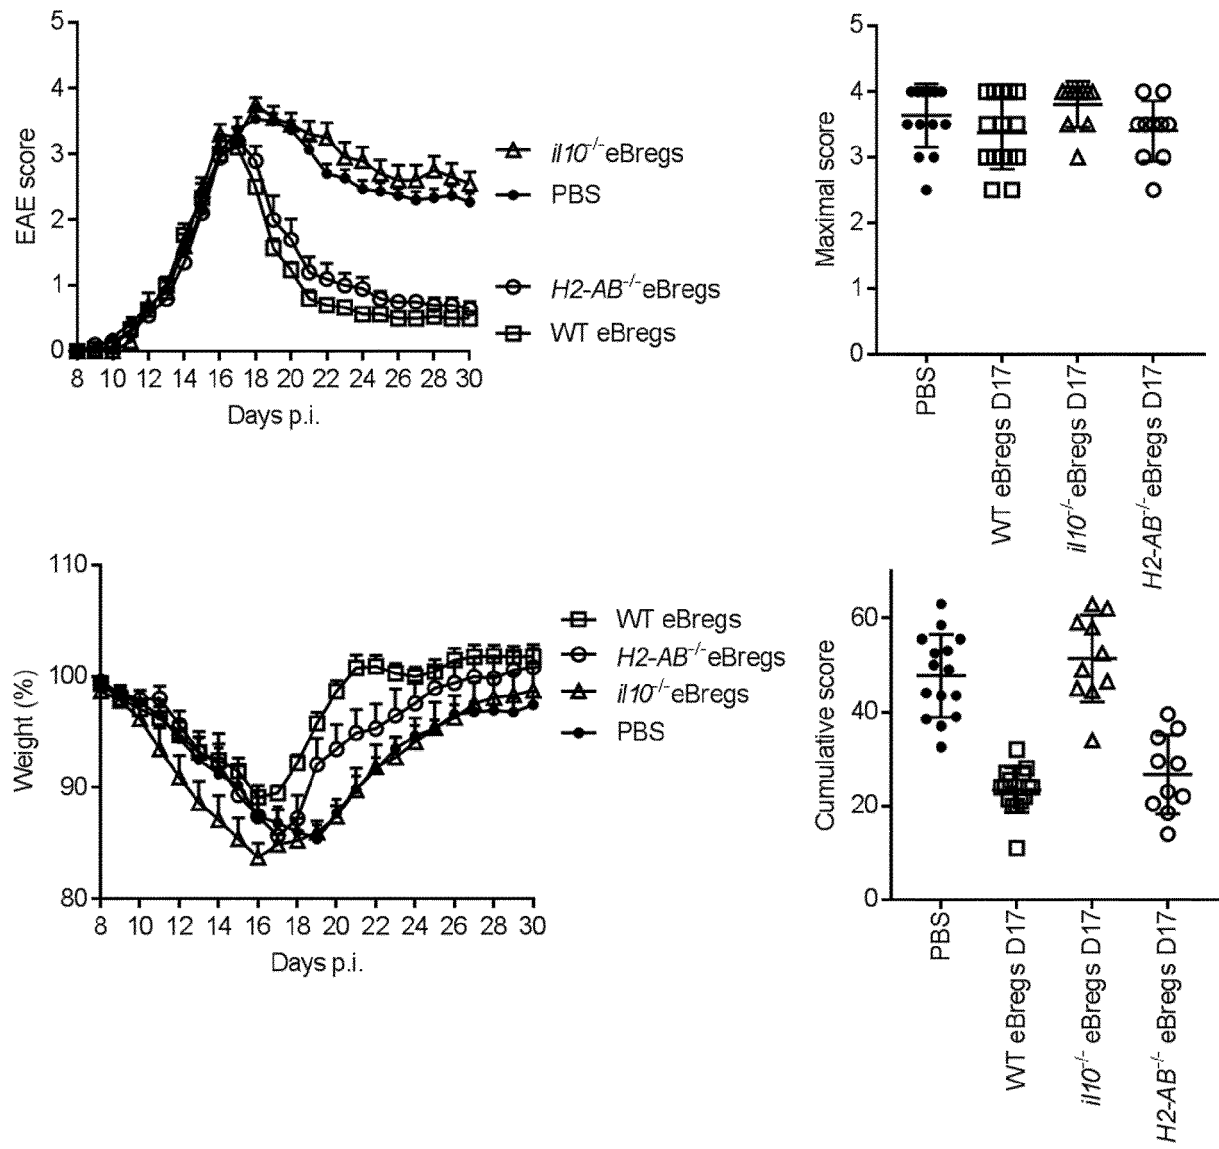 5
4
3
2
1
0
EAE score
8 10 12 14 16 18 20 22 24 26 28 30
Days p.i.
il10-/-eBregs
PBS
H2-AB-/-eBregs
WT eBregs
5
4
3
2
1
0
Maximal score
PBS
WT eBregs D17
il10-/-eBregs D17
H2-AB-/-eBregs D17
110
100
90
80
Weight (%)
8 10 12 14 16 18 20 22 24 26 28 30
Days p.i.
WT eBregs
H2-AB-/-eBregs
il10-/-eBregs
PBS
60
40
20
0
Cumulative score
PBS
WT eBregs D17
il10-/- eBregs D17
H2-AB-/- eBregs D17